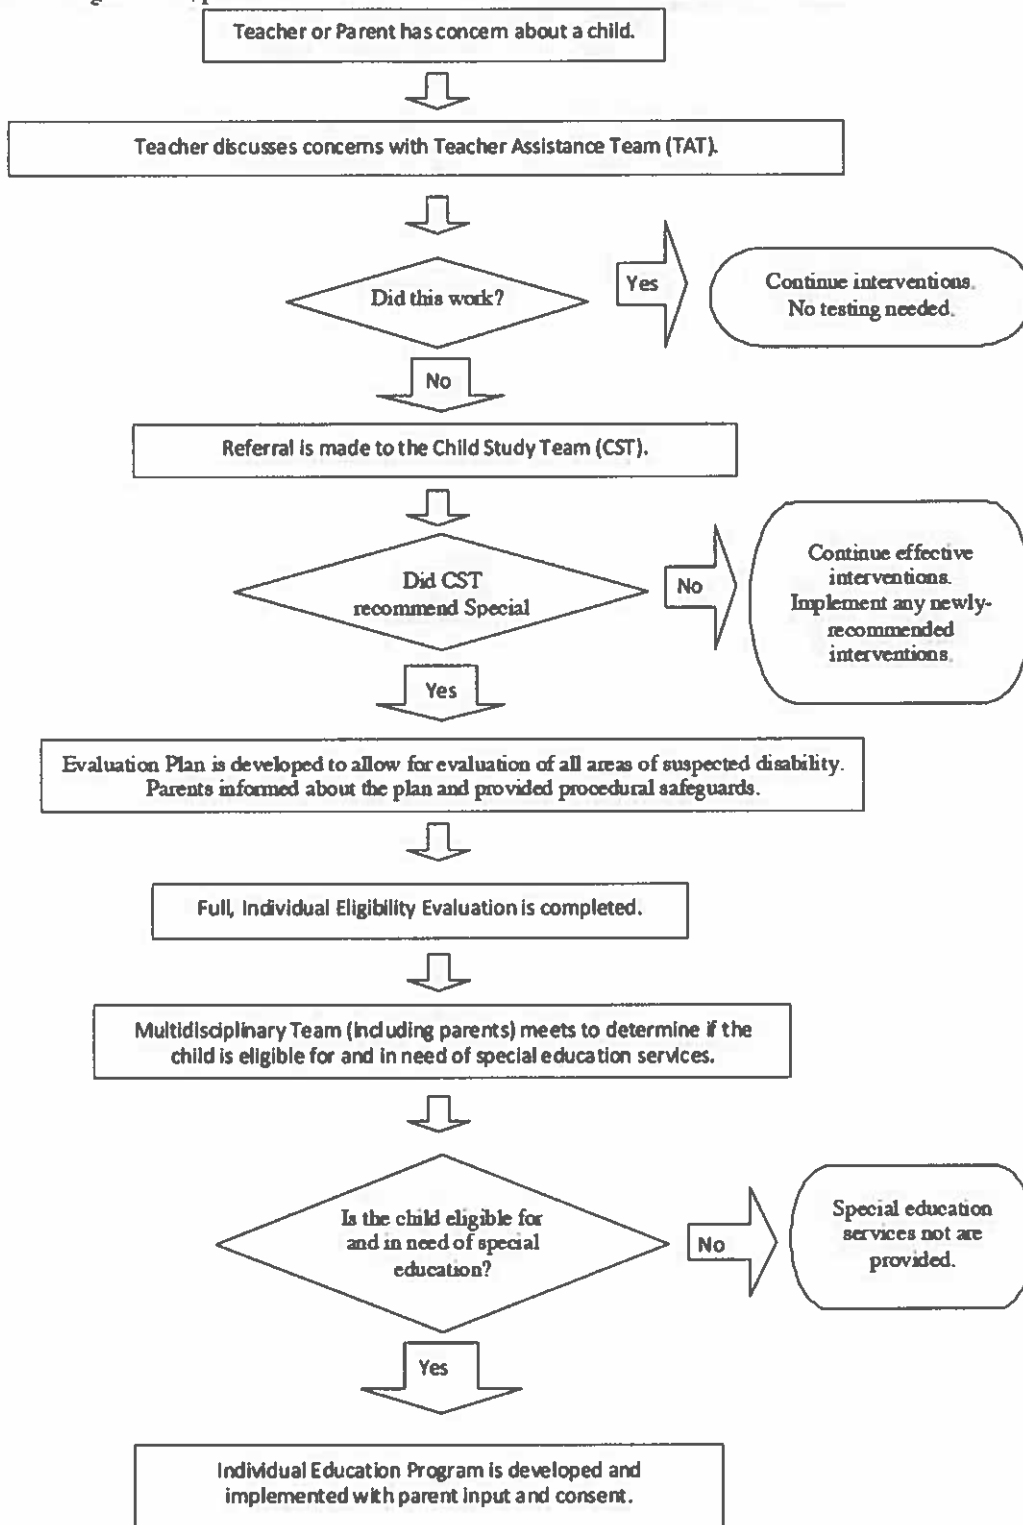 Teacher or Parent has concern about a child.
Teacher discusses concerns with Teacher Assistance Team (TAT).
Did this work?
Yes
Continue interventions.
No testing needed.
No
Referral is made to the Child Study Team (CST).
Did CST
recommend Special
No
Continue effective
interventions.
Implement any newly-
recommended
interventions.
Yes
Evaluation Plan is developed to allow for evaluation of all areas of suspected disability.
Parents informed about the plan and provided procedural safeguards.
Full, Individual Eligibility Evaluation is completed.
Multidisciplinary Team (including parents) meets to determine if the
child is eligible for and in need of special education services.
Is the child eligible for
and in need of special
education?
No
Special education
services not are
provided.
Yes
Individual Education Program is developed and
implemented with parent input and consent.